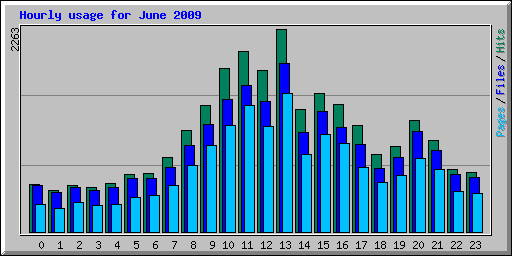 Hourly usage for June 2009
2263
Pages/Files/Hits
0 1 2 3 4 5 6 7 8 9 10 11 12 13 14 15 16 17 18 19 20 21 22 23